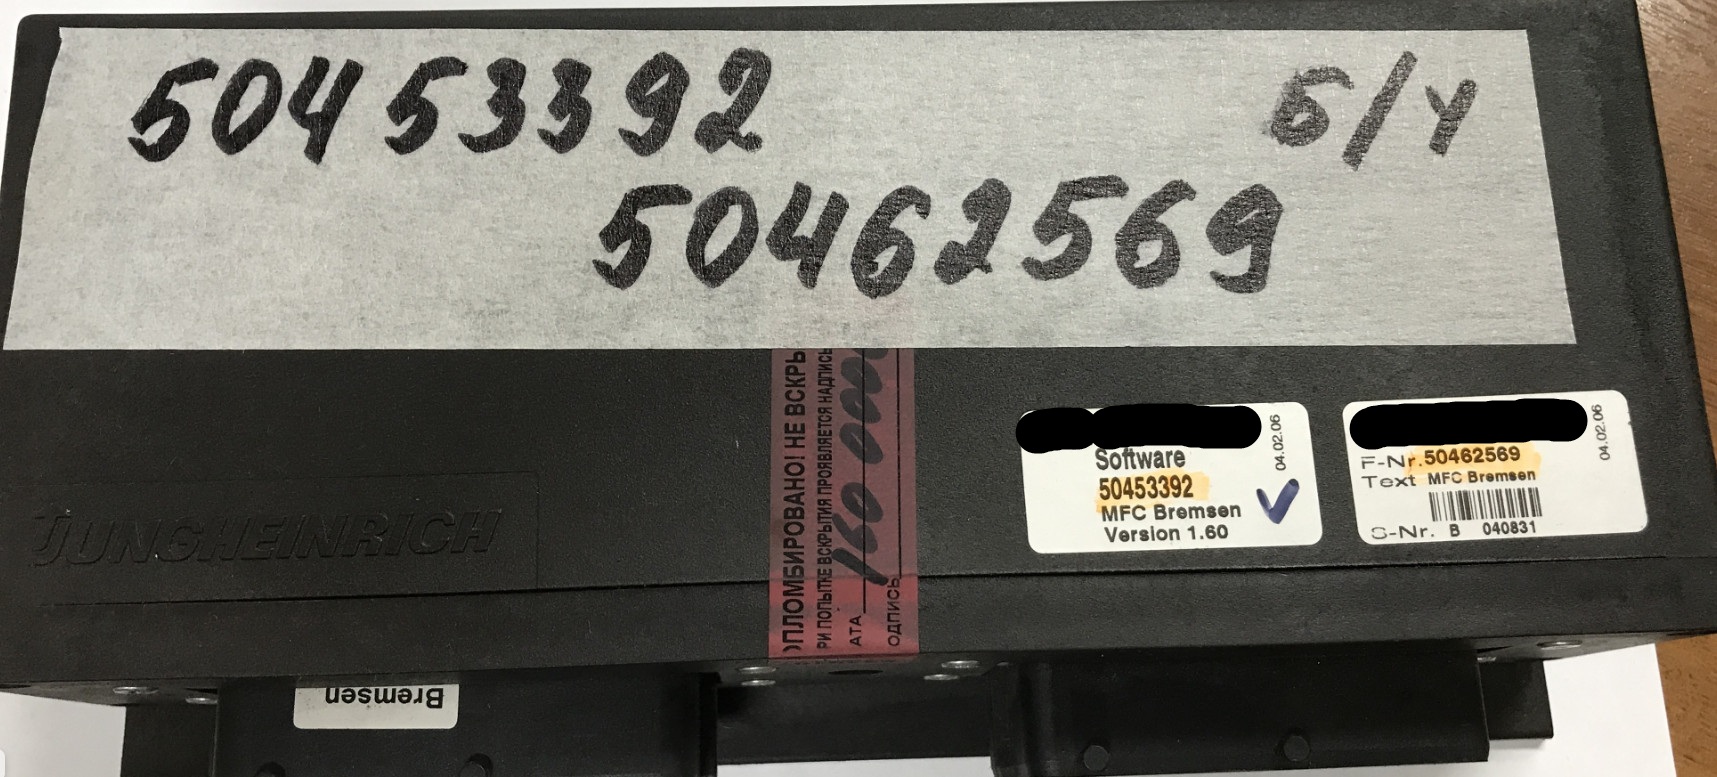 50453392 Б/У
50462569
ПЛОМБИРОВАНО! НЕ ВСКРЫ
РИ ПОПЫТКЕ ВСКРЫТИЯ ПРОЯВЛЯЕТСЯ НАДПИСЬ
АТА
ОДПИСЬ
JUNGHEINRICH
04.02.06
Software
50453392
MFC Bremsen
Version 1.60
04.02.06
F-Nr.50462569
Text MFC Bremsen
S-Nr. B 040831
Bremsen